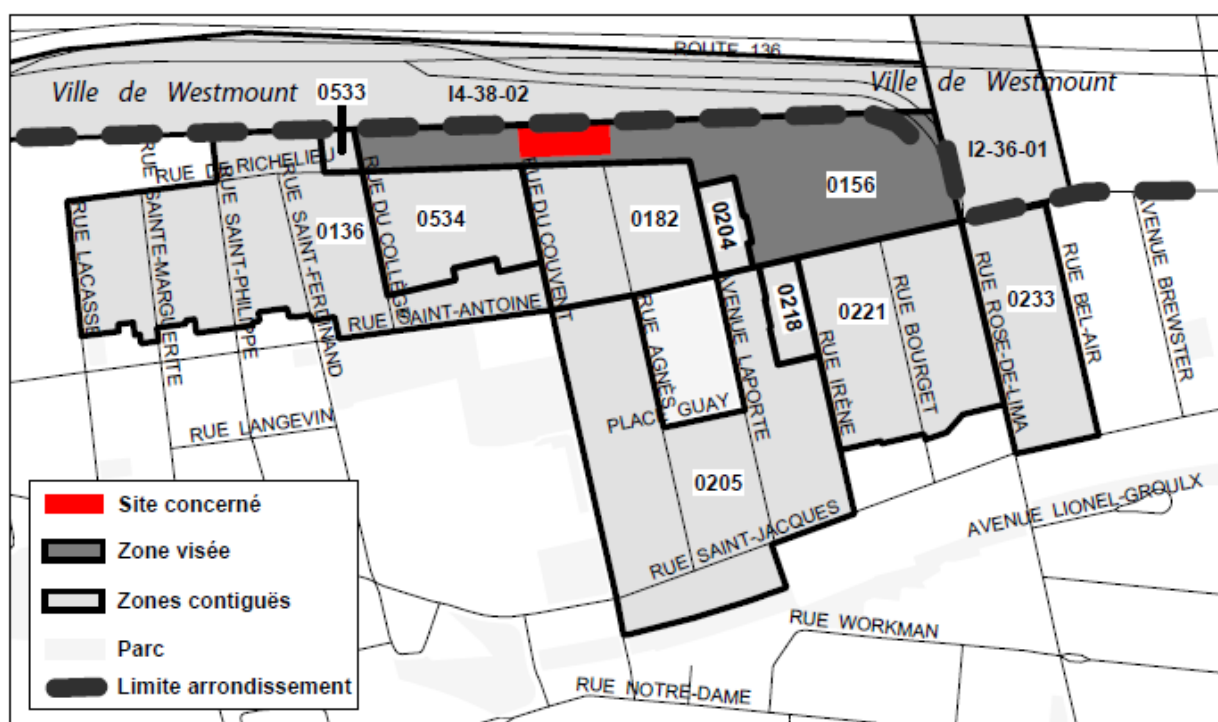 ROUTE 136
Ville de Westmount
0533
I4-38-02
Ville de Westmount
I2-36-01
RUE DE RICHELIEU
0156
RUE LACASSE
RUE SAINTE-MARGUERITE
RUE SAINT-PHILIPPE
RUE SAINT-FERDINAND
0136
RUE DU COLLÈGE
0534
RUE DU COUVENT
0182
0204
RUE SAINT-ANTOINE
RUE AGNÈS
AVENUE LAPORTE
0218
RUE IRÈNE
0221
RUE BOURGET
RUE ROSE-DE-LIMA
0233
RUE BEL-AIR
AVENUE BREWSTER
RUE LANGEVIN
PLAC GUAY
0205
RUE SAINT-JACQUES
AVENUE LIONEL-GROULX
RUE WORKMAN
RUE NOTRE-DAME
Site concerné
Zone visée
Zones contiguës
Parc
Limite arrondissement